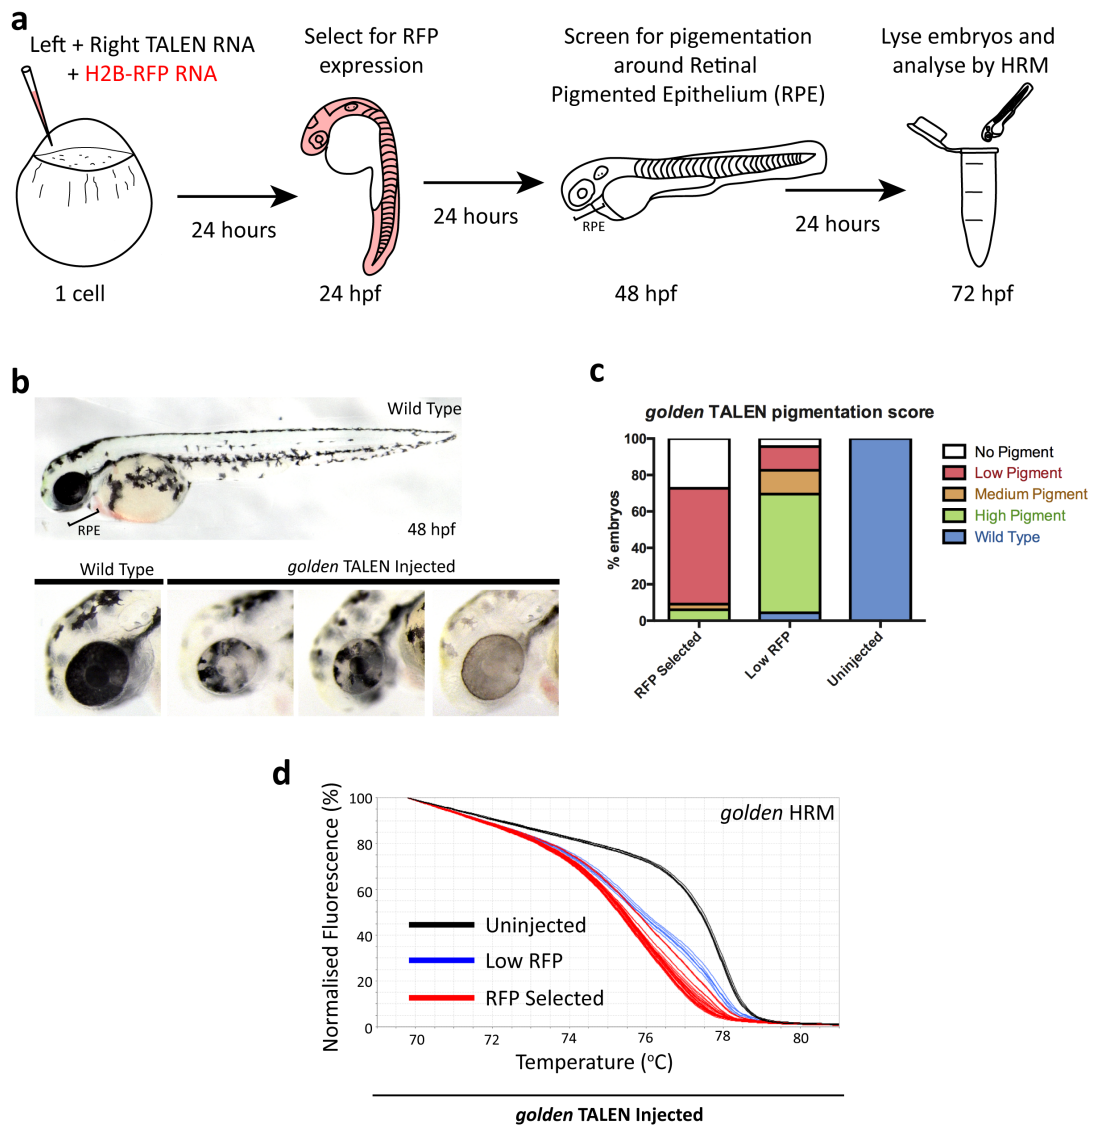 a
Left + Right TALEN RNA
+ H2B-RFP RNA
Select for RFP
expression
Screen for pigementation
around Retinal
Pigmented Epithelium (RPE)
Lyse embryos and
analyse by HRM
24 hours
24 hours
RPE
24 hours
1 cell
24 hpf
48 hpf
72 hpf
b
Wild Type
RPE
48 hpf
Wild Type
golden TALEN Injected
c
golden TALEN pigmentation score
% embryos
100
80
60
40
20
0
RFP Selected
Low RFP
Uninjected
No Pigment
Low Pigment
Medium Pigment
High Pigment
Wild Type
d
golden HRM
Normalised Fluorescence (%)
100
80
60
40
20
0
Uninjected
Low RFP
RFP Selected
70 72 74 76 78 80
Temperature (°C)
golden TALEN Injected